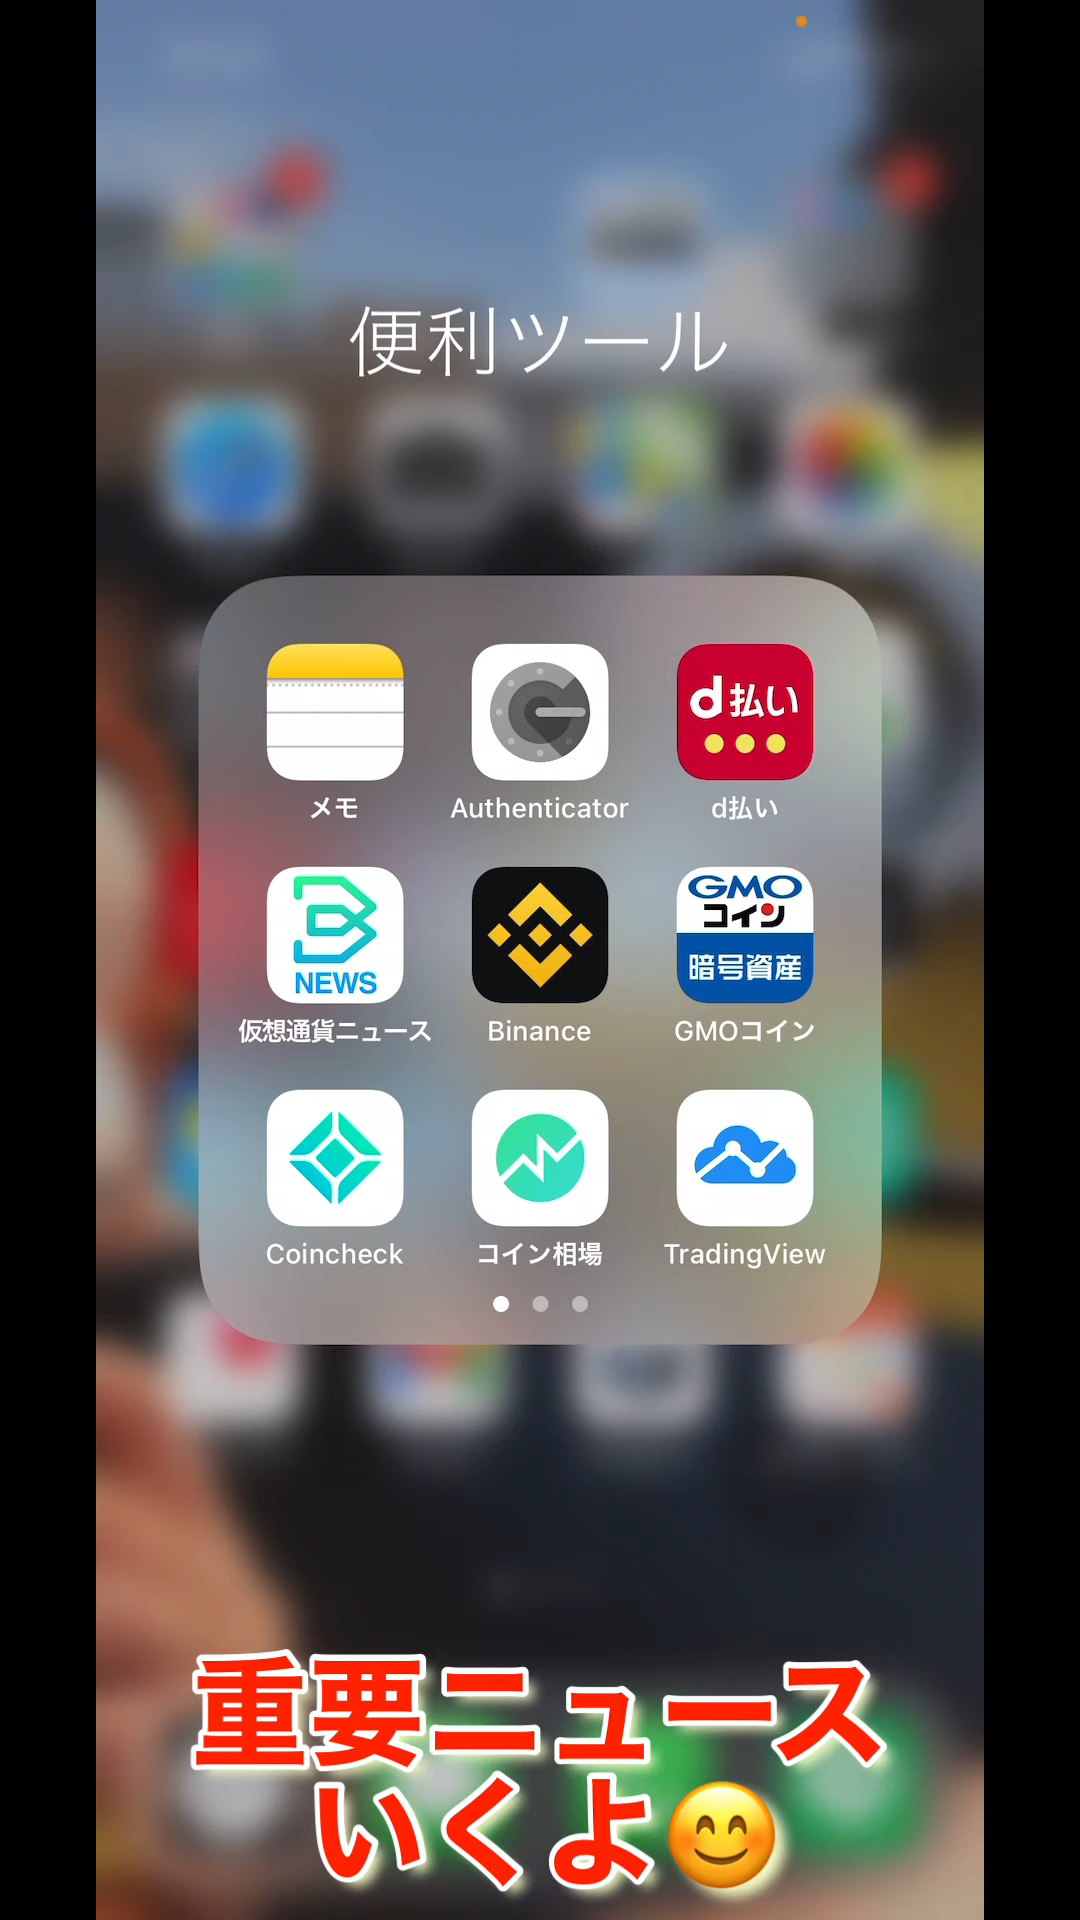 便利ツール
d払い
メモ
Authenticator
d払い
NEWS
GMO
コイン
暗号資産
仮想通貨ニュース
Binance
GMOコイン
Coincheck
コイン相場
TradingView
重要ニュース
いくよ😊